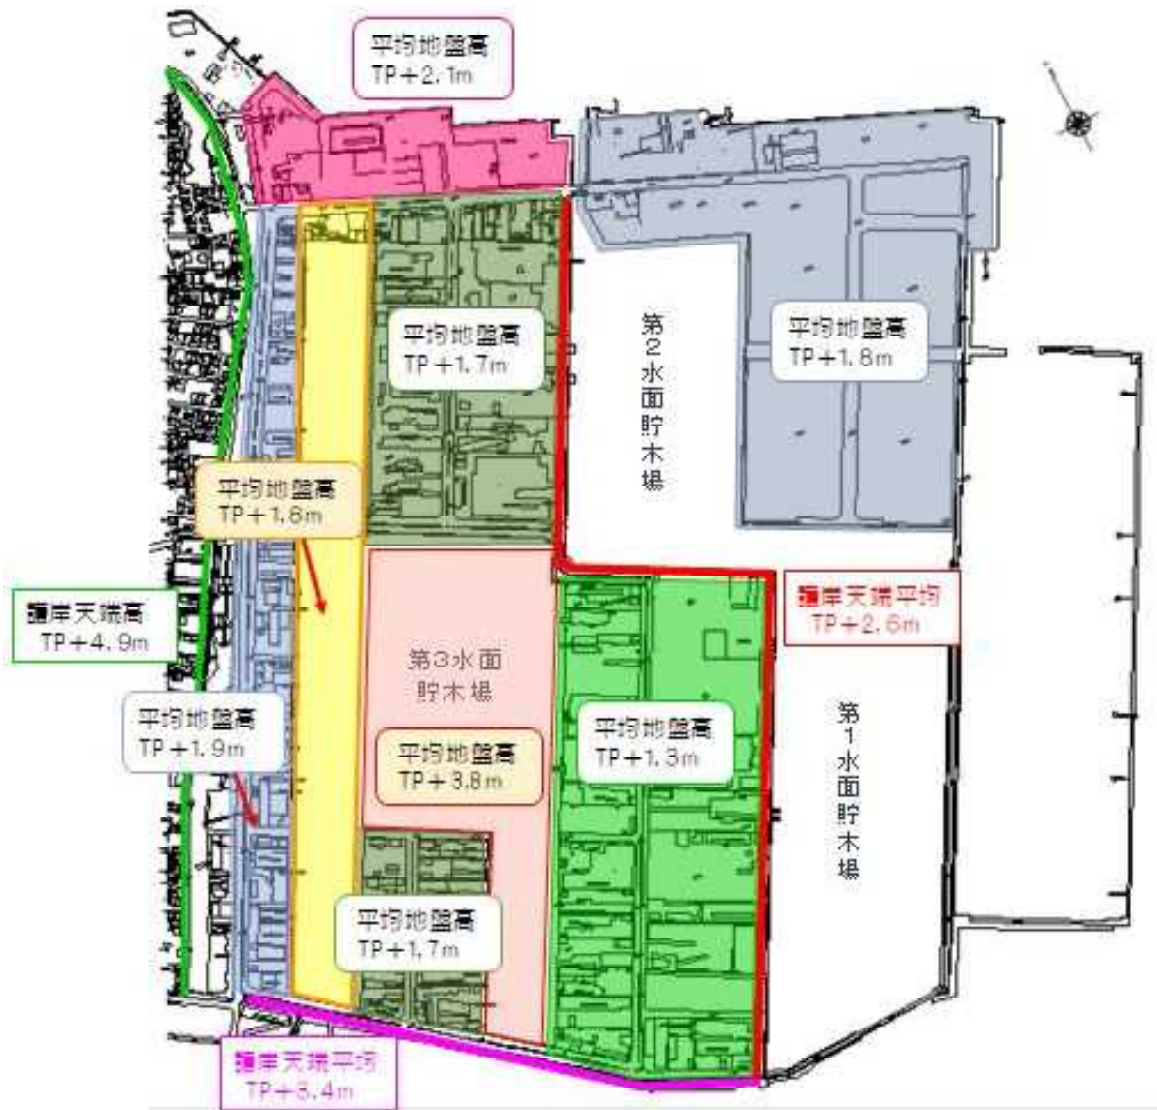 平均地盤高
TP+2.1m
平均地盤高
TP+1.7m
第2水面貯木場
平均地盤高
TP+1.8m
平均地盤高
TP+1.8m
護岸天端高
TP+4.9m
護岸天端平均
TP+2.6m
第3水面
貯木場
平均地盤高
TP+1.9m
平均地盤高
TP+3.8m
平均地盤高
TP+1.3m
第1水面貯木場
平均地盤高
TP+1.7m
護岸天端平均
TP+3.4m